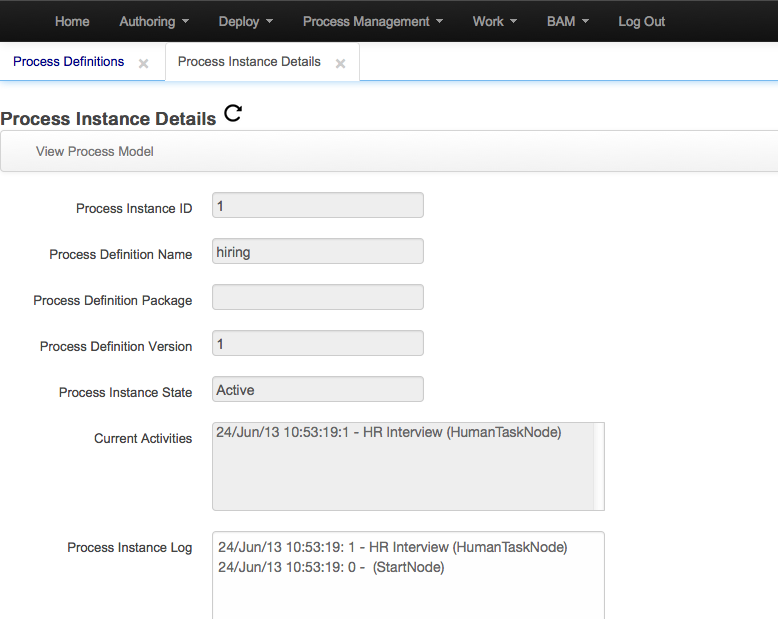 Home Authoring Deploy Process Management Work BAM Log Out
Process Definitions Process Instance Details
Process Instance Details
View Process Model
Process Instance ID 1
Process Definition Name hiring
Process Definition Package
Process Definition Version 1
Process Instance State Active
Current Activities 24/Jun/13 10:53:19:1 - HR Interview (HumanTaskNode)
Process Instance Log 24/Jun/13 10:53:19: 1 - HR Interview (HumanTaskNode)
24/Jun/13 10:53:19: 0 - (StartNode)